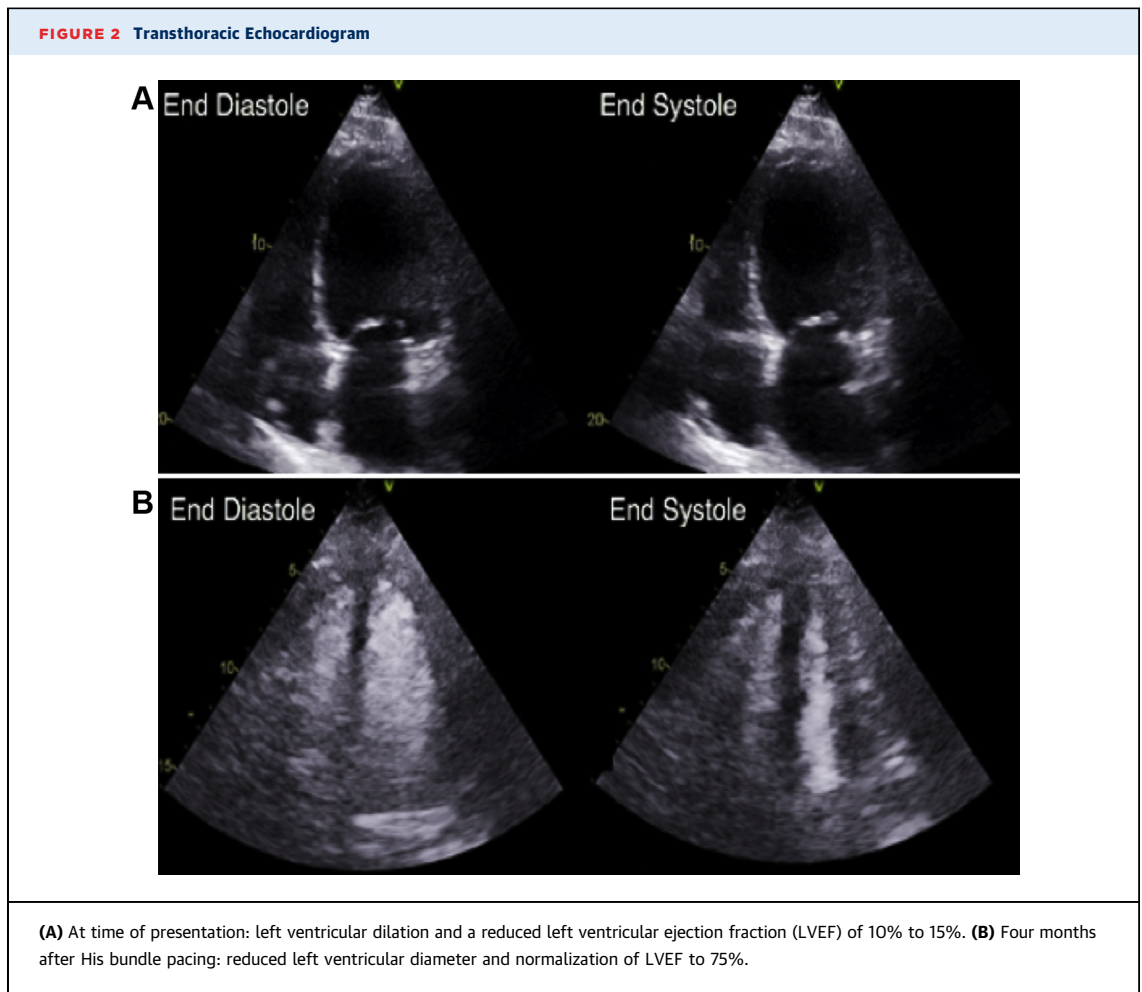 FIGURE 2 Transthoracic Echocardiogram
A
End Diastole
End Systole
10
10
20
20
B
End Diastole
End Systole
5
5
10
10
15
(A) At time of presentation: left ventricular dilation and a reduced left ventricular ejection fraction (LVEF) of 10% to 15%. (B) Four months
after His bundle pacing: reduced left ventricular diameter and normalization of LVEF to 75%.